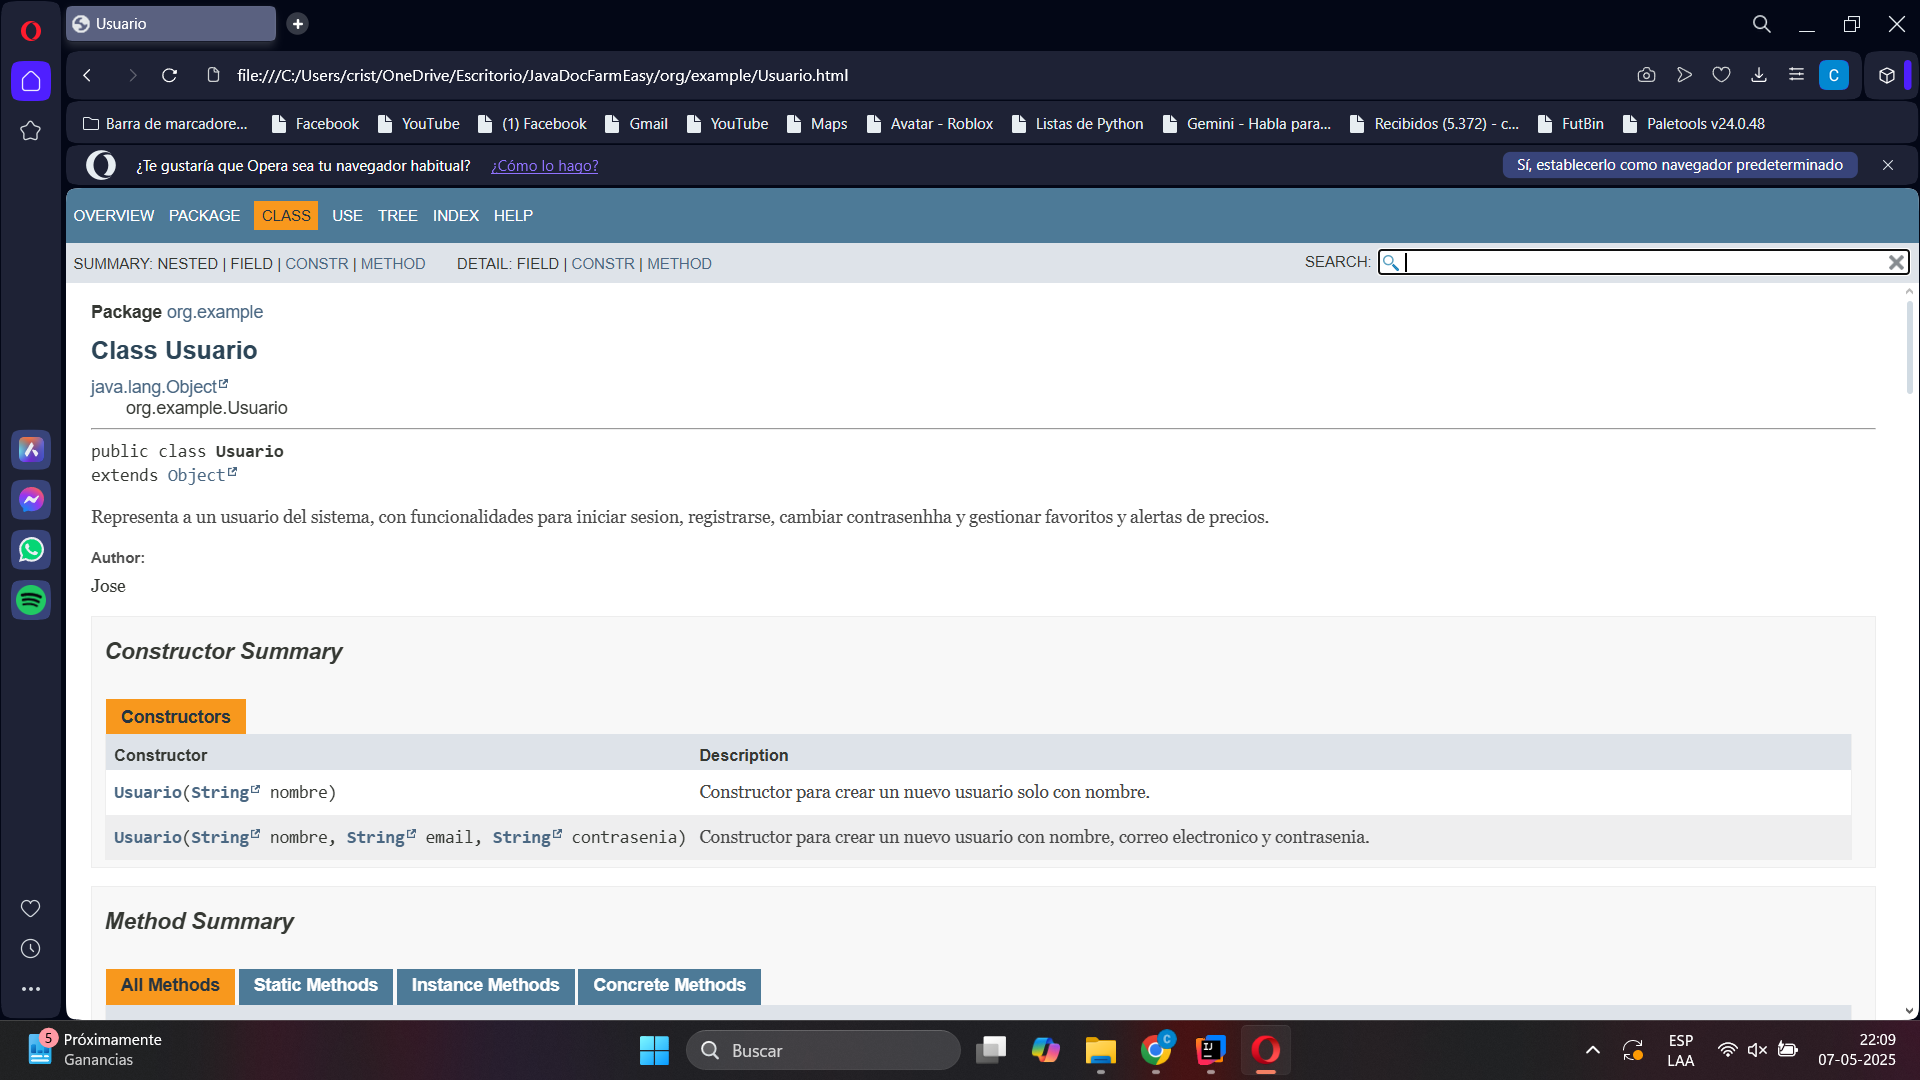 Usuario
file:///C:/Users/crist/OneDrive/Escritorio/JavaDocFarmEasy/org/example/Usuario.html
C
Barra de marcadore... Facebook YouTube (1) Facebook Gmail YouTube Maps Avatar - Roblox Listas de Python Gemini - Habla para... Recibidos (5.372) - c... FutBin Paletools v24.0.48
¿Te gustaría que Opera sea tu navegador habitual? ¿Cómo lo hago? Sí, establecerlo como navegador predeterminado
OVERVIEW PACKAGE CLASS USE TREE INDEX HELP
SUMMARY: NESTED | FIELD | CONSTR | METHOD DETAIL: FIELD | CONSTR | METHOD SEARCH:
Package org.example
Class Usuario
java.lang.Object
org.example.Usuario
public class Usuario
extends Object
Representa a un usuario del sistema, con funcionalidades para iniciar sesion, registrarse, cambiar contrasenhha y gestionar favoritos y alertas de precios.
Author:
Jose
Constructor Summary
Constructors
Constructor Description
Usuario(String nombre) Constructor para crear un nuevo usuario solo con nombre.
Usuario(String nombre, String email, String contrasenia) Constructor para crear un nuevo usuario con nombre, correo electronico y contrasenia.
Method Summary
All Methods Static Methods Instance Methods Concrete Methods
5 Próximamente
Ganancias
Buscar
C
IJ
ESP
LAA
22:09
07-05-2025